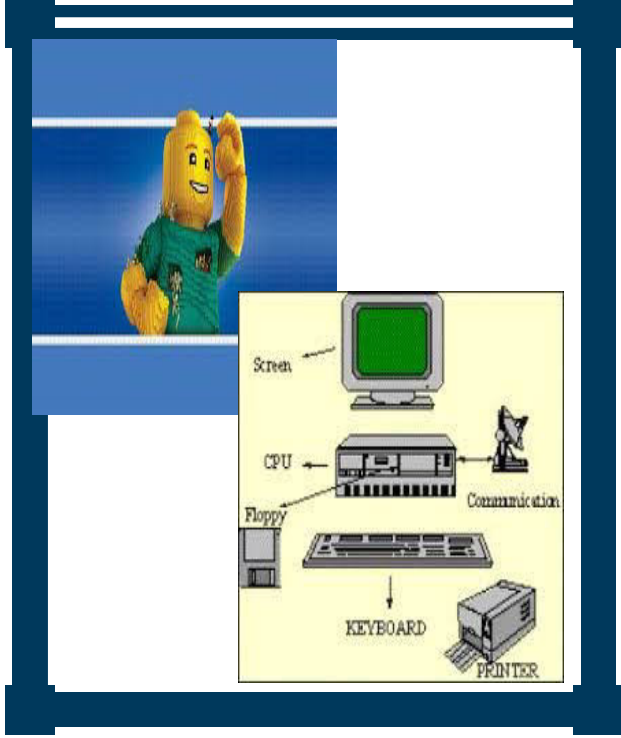 Screen
CPU
Communication
Floppy
KEYBOARD
PRINTER